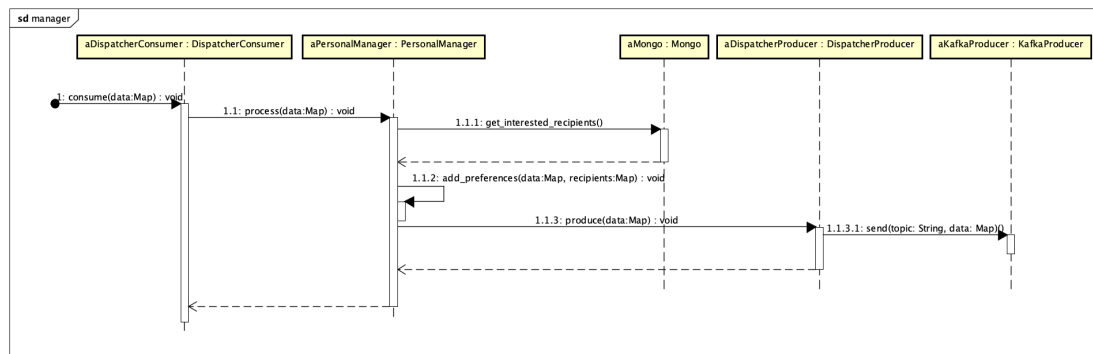 sd manager
aDispatcherConsumer : DispatcherConsumer
aPersonalManager : PersonalManager
aMongo : Mongo
aDispatcherProducer : DispatcherProducer
aKafkaProducer : KafkaProducer
1: consume(data:Map) : void
1.1: process(data:Map) : void
1.1.1: get_interested_recipients()
1.1.2: add_preferences(data:Map, recipients:Map) : void
1.1.3: produce(data:Map) : void
1.1.3.1: send(topic: String, data: Map)()